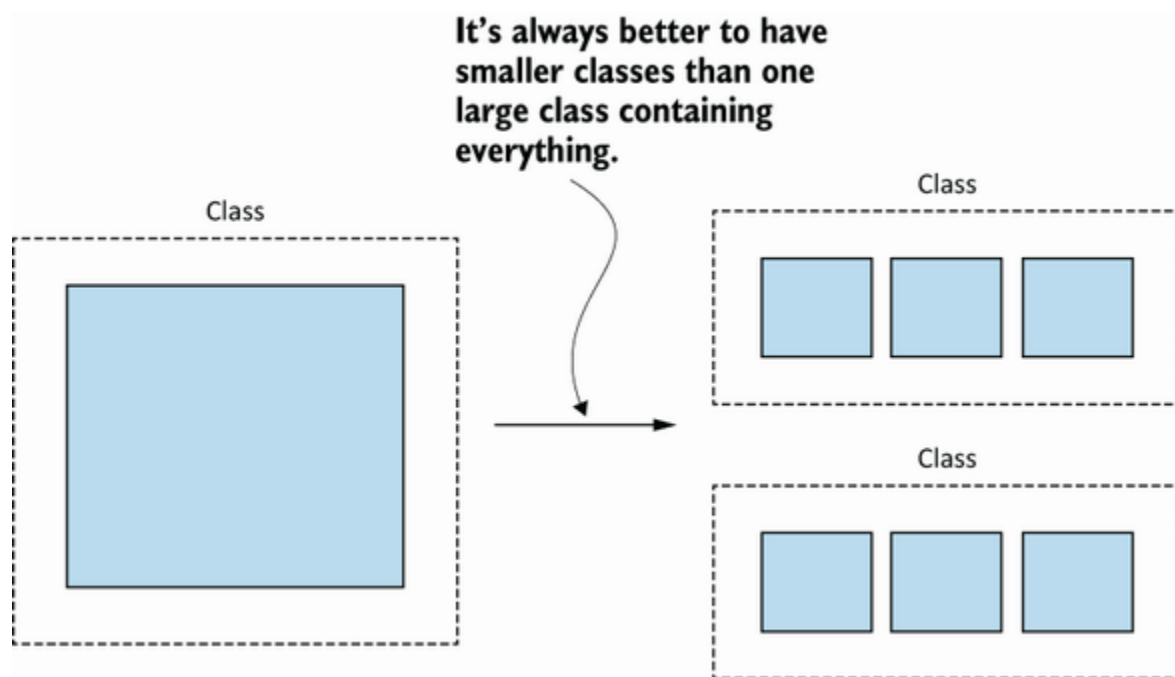 It’s always better to have
smaller classes than one
large class containing
everything.
Class
Class
Class